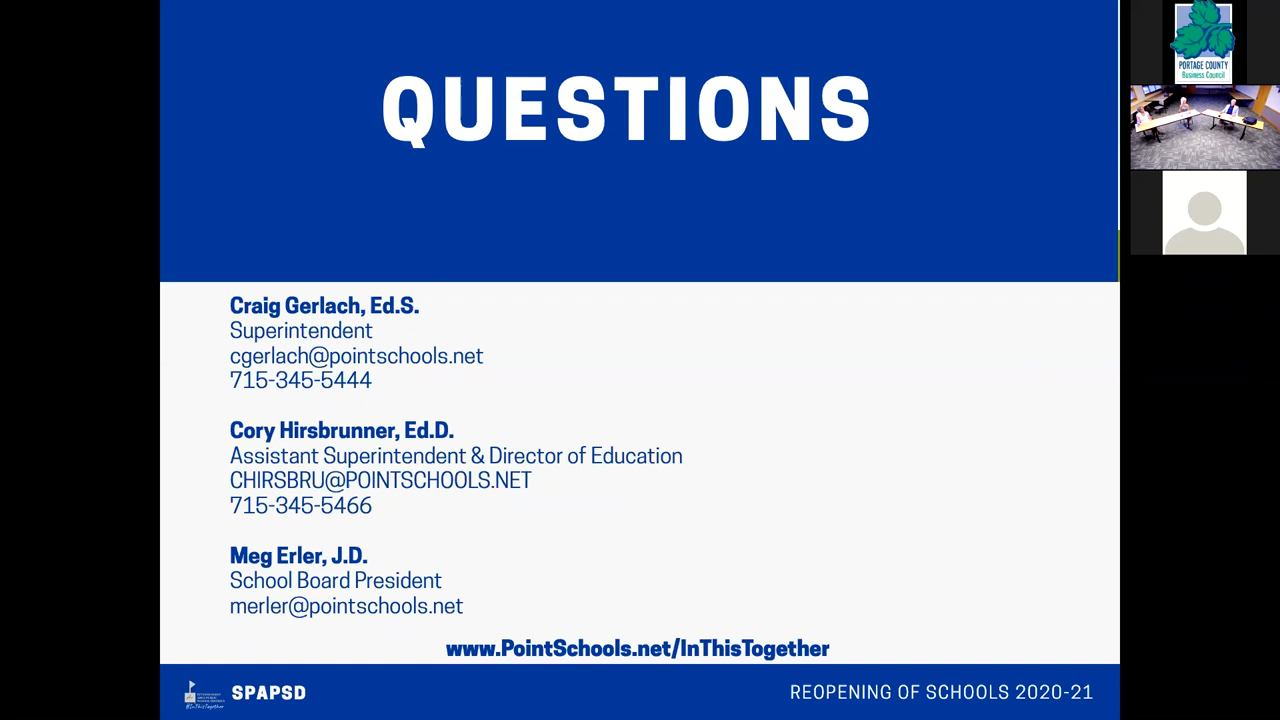 QUESTIONS
Craig Gerlach, Ed.S.
Superintendent
cgerlach@pointschools.net
715-345-5444
Cory Hirsbrunner, Ed.D.
Assistant Superintendent & Director of Education
CHIRSBRU@POINTSCHOOLS.NET
715-345-5466
Meg Erler, J.D.
School Board President
merler@pointschools.net
www.PointSchools.net/InThisTogether
#InThisTogether
SPAPSD
REOPENING OF SCHOOLS 2020-21
PORTAGE COUNTY
Business Council